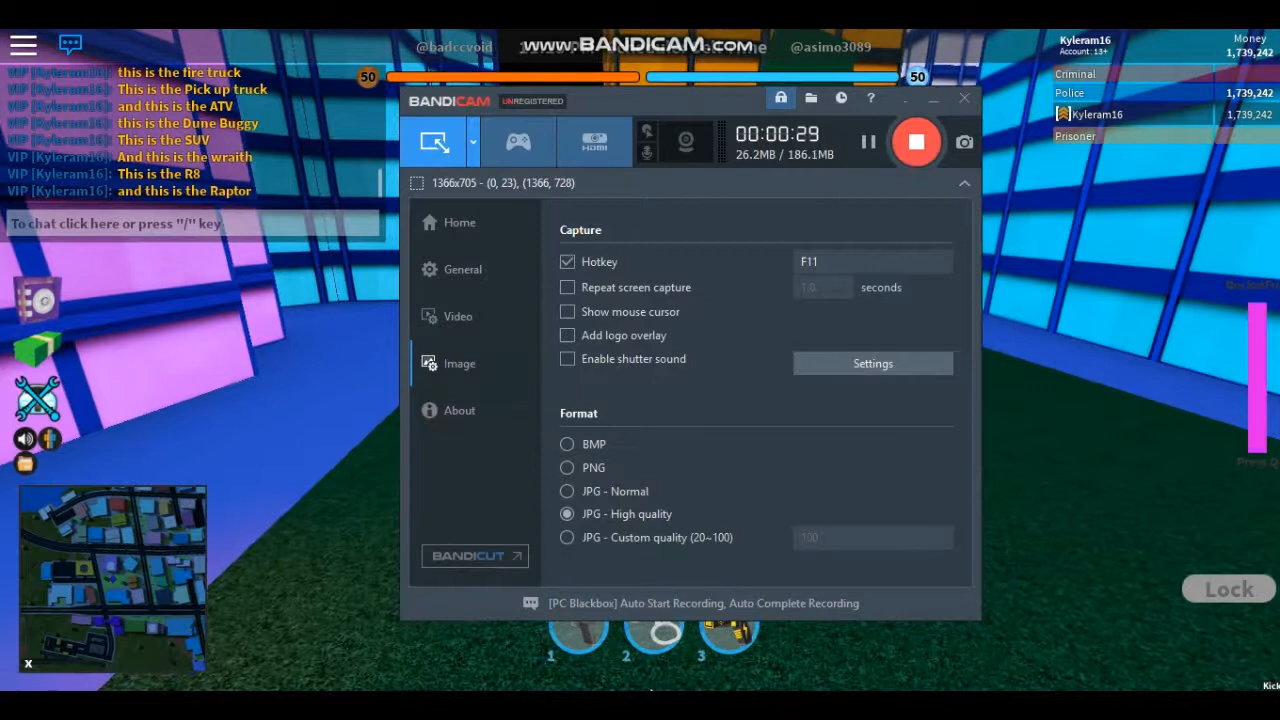 @badccvoid
www.BANDICAM.com
@asimo3089
Kyleram16
Account: 13+
Money
1,739,242
Criminal
Police
1,739,242
Kyleram16
1,739,242
Prisoner
50
50
VIP [Kyleram16]: this is the fire truck
VIP [Kyleram16]: This is the Pick up truck
VIP [Kyleram16]: and this is the ATV
VIP [Kyleram16]: this is the Dune Buggy
VIP [Kyleram16]: This is the SUV
VIP [Kyleram16]: And this is the wraith
VIP [Kyleram16]: This is the R8
VIP [Kyleram16]: and this is the Raptor
To chat click here or press "/" key
BANDICAM UNREGISTERED
HDMI
00:00:29
26.2MB / 186.1MB
1366x705 - (0, 23), (1366, 728)
Home
General
Video
Image
About
BANDICUT
Capture
Hotkey
F11
Repeat screen capture
1.0
seconds
Show mouse cursor
Add logo overlay
Enable shutter sound
Settings
Format
BMP
PNG
JPG - Normal
JPG - High quality
JPG - Custom quality (20~100)
100
[PC Blackbox] Auto Start Recording, Auto Complete Recording
Lock
1
2
3
X
Kick